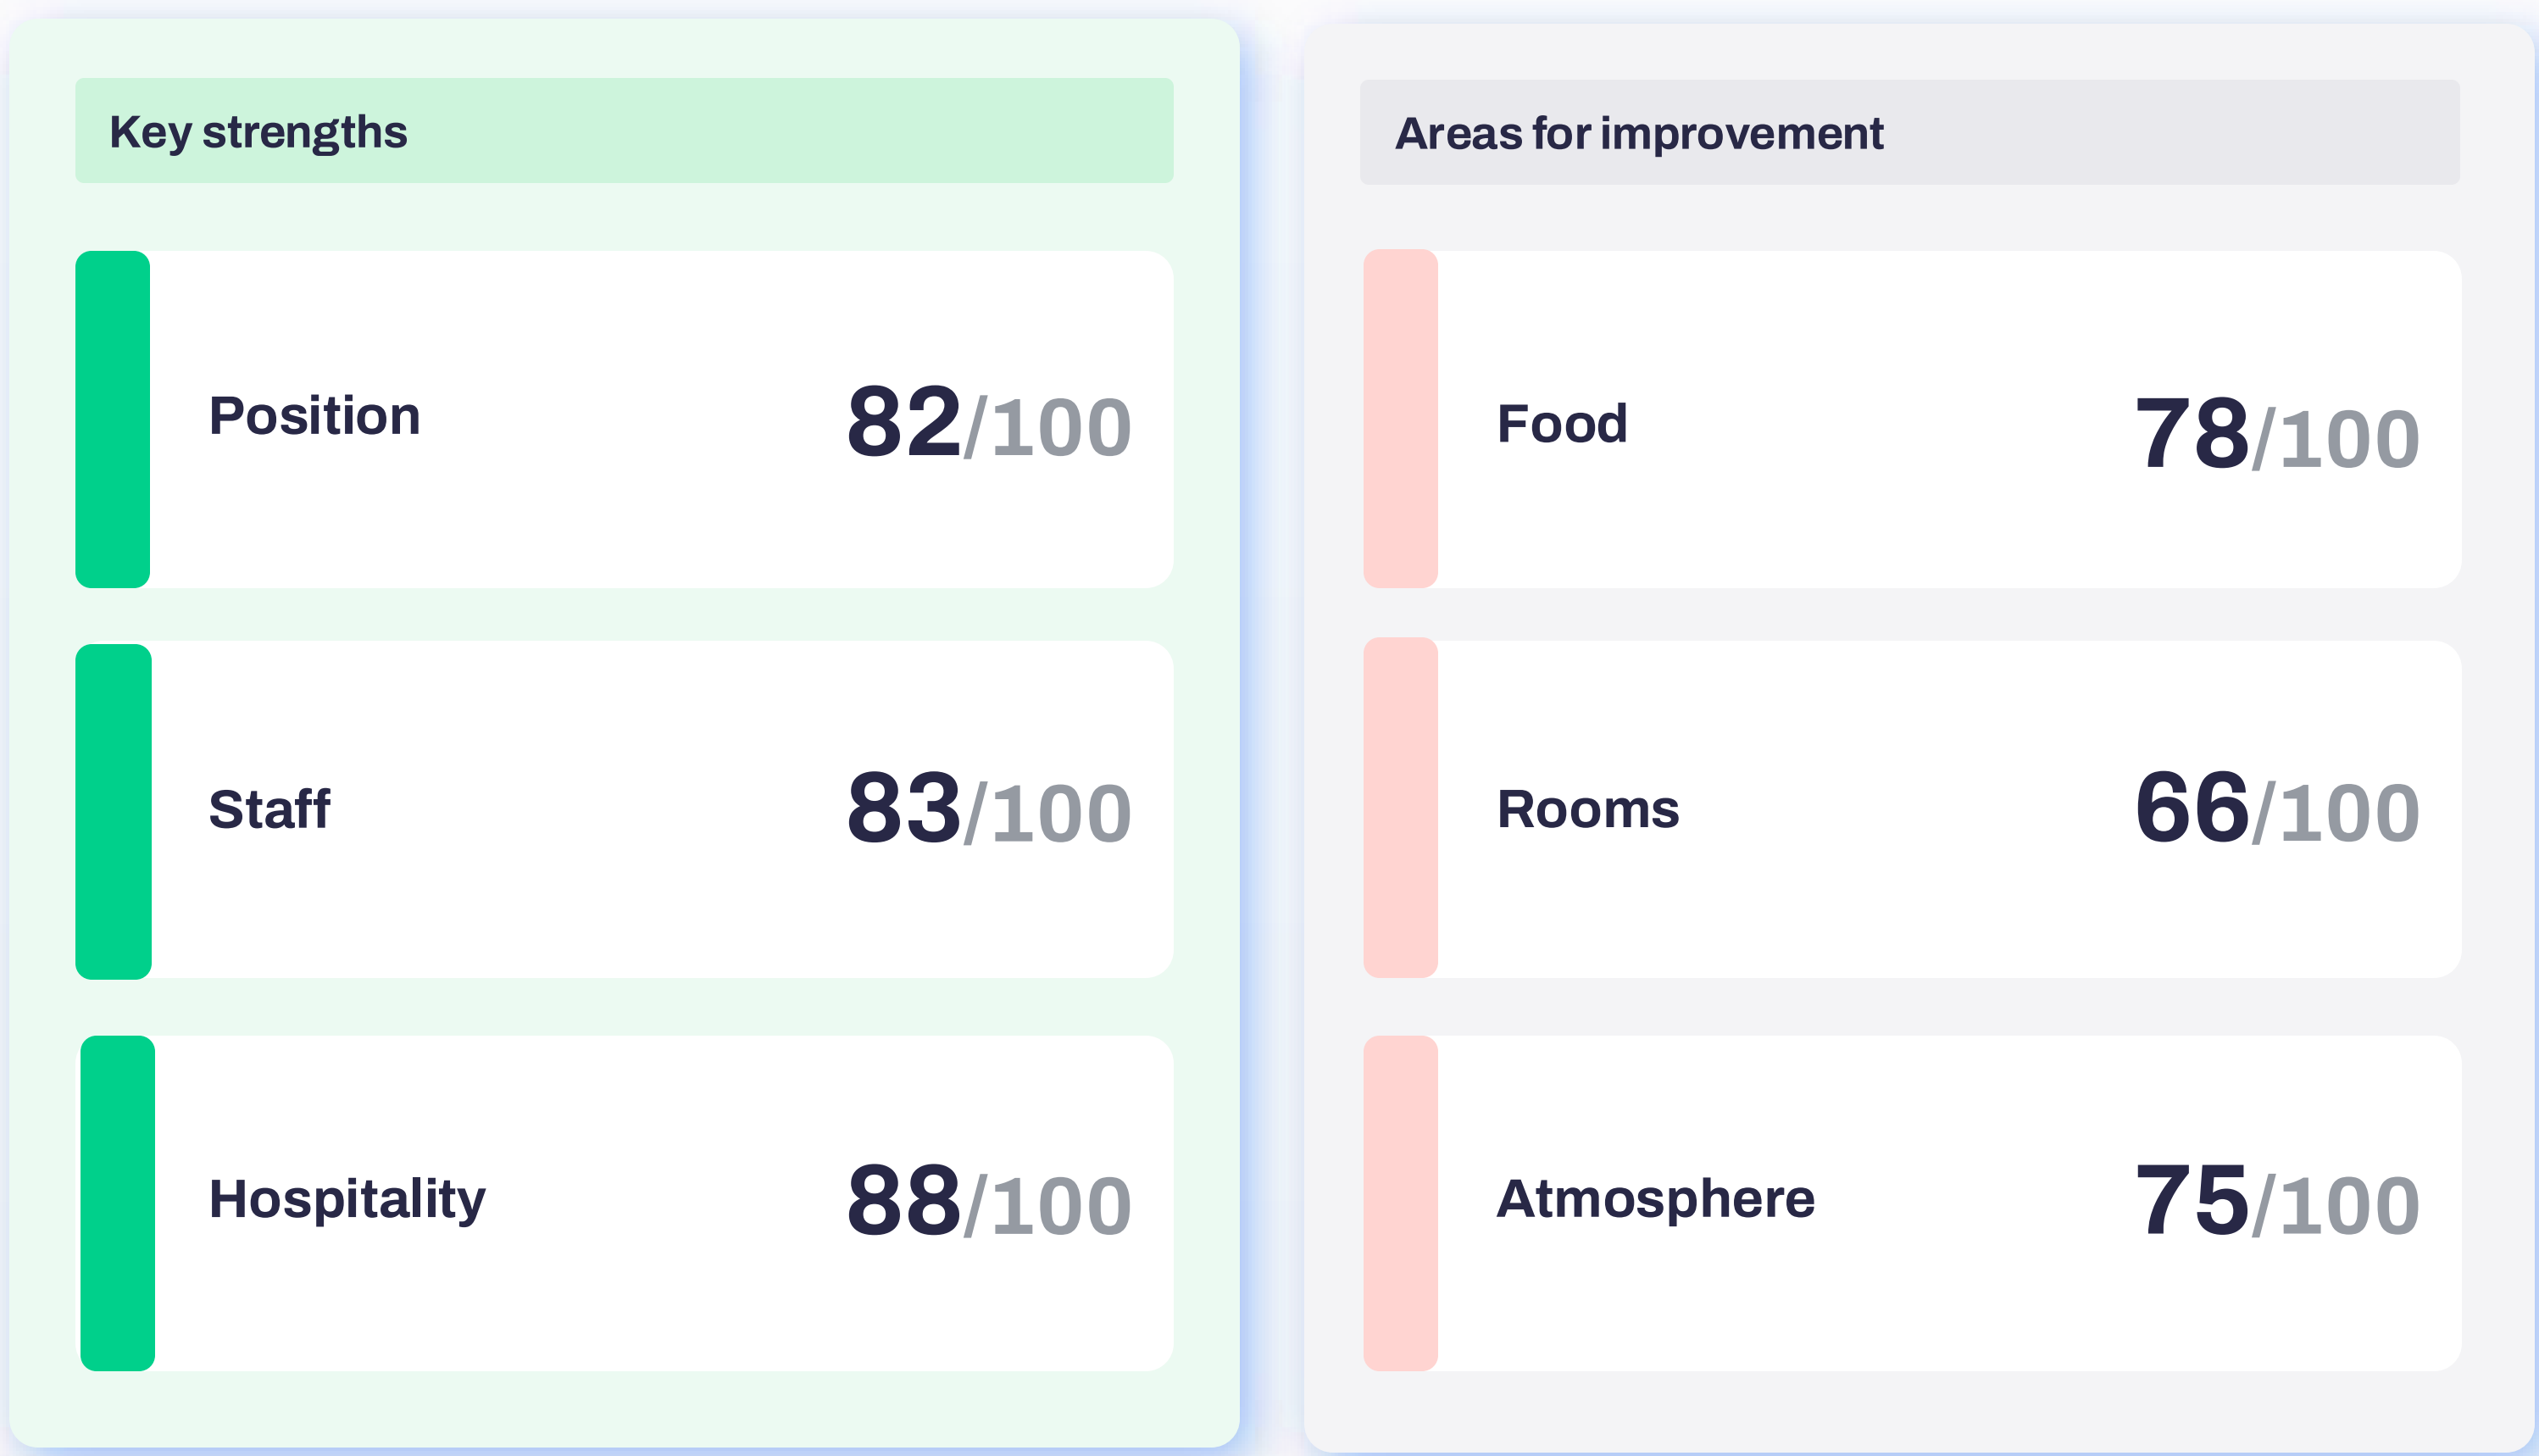 Key strengths
Position 82/100
Staff 83/100
Hospitality 88/100
Areas for improvement
Food 78/100
Rooms 66/100
Atmosphere 75/100